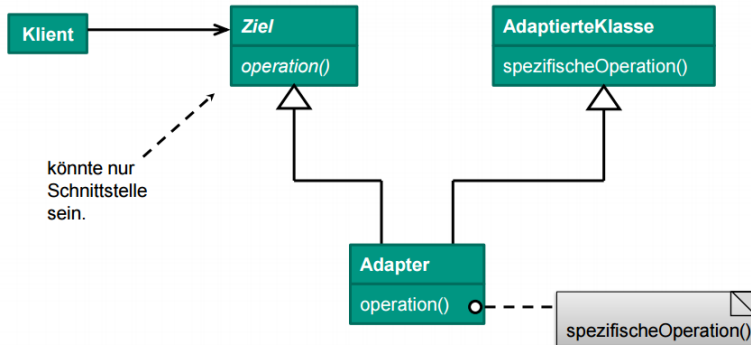 Klient
Ziel
operation()
AdaptierteKlasse
spezifischeOperation()
könnte nur
Schnittstelle
sein.
Adapter
operation()
spezifischeOperation()